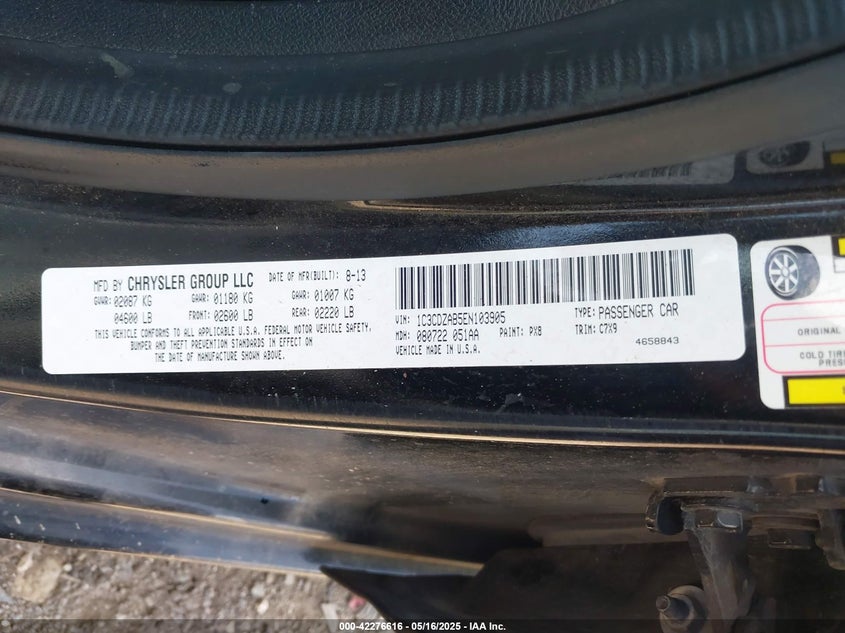 MFD BY CHRYSLER GROUP LLC DATE OF MFR(BUILT): 8-13
GVWR: 02087 KG GAWR: 01180 KG GAWR: 01007 KG
04600 LB FRONT: 02600 LB REAR: 02220 LB
THIS VEHICLE CONFORMS TO ALL APPLICABLE U.S.A. FEDERAL MOTOR VEHICLE SAFETY,
BUMPER AND THEFT PREVENTION STANDARDS IN EFFECT ON
THE DATE OF MANUFACTURE SHOWN ABOVE.
VIN: 1C3CDZAB5EN103905 TYPE: PASSENGER CAR
MDH: 080722 051AA PAINT: PX8 TRIM: C7X9
VEHICLE MADE IN U.S.A. 4658843
ORIGINAL
COLD TIRE
PRES
000-42276616 - 05/16/2025 - IAA Inc.